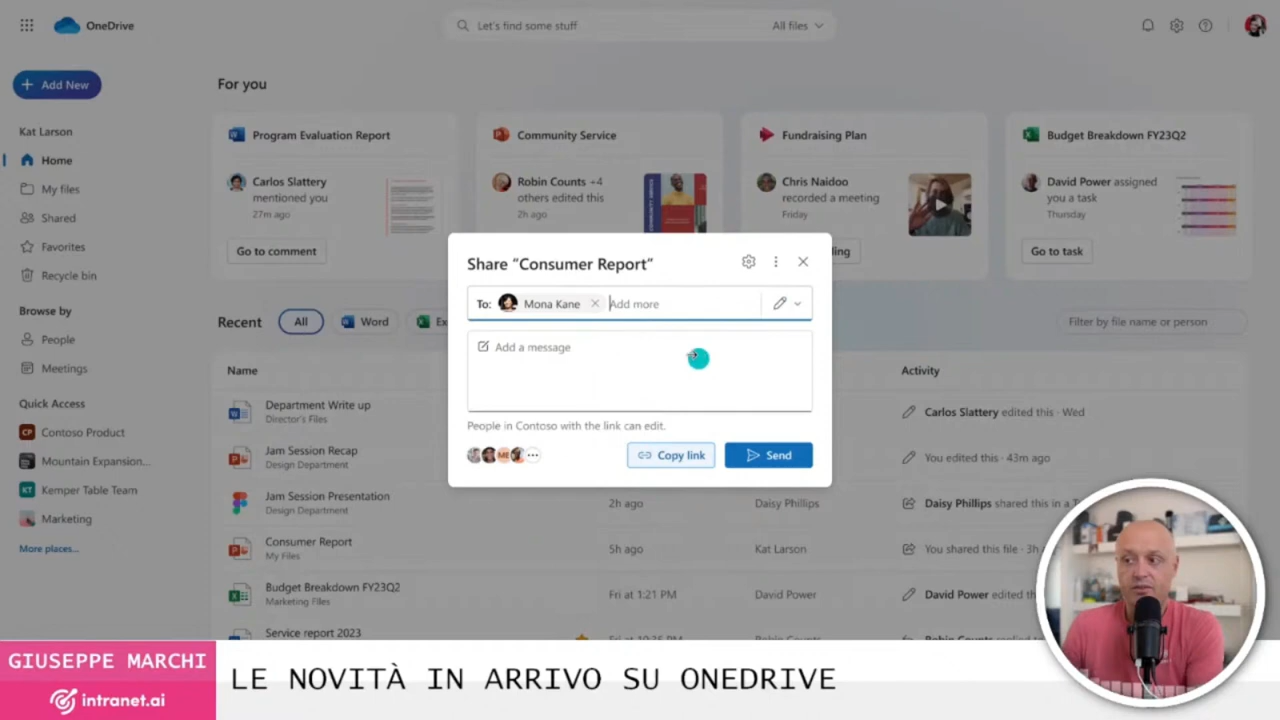 OneDrive
Let's find some stuff
All files
Add New
Kat Larson
Home
My files
Shared
Favorites
Recycle bin
Browse by
People
Meetings
Quick Access
CP Contoso Product
Mountain Expansion...
KT Kemper Table Team
Marketing
More places...
For you
Program Evaluation Report
Carlos Slattery
mentioned you
27m ago
Go to comment
Community Service
Robin Counts +4
others edited this
2h ago
COMMUNITY SERVICE
Fundraising Plan
Chris Naidoo
recorded a meeting
Friday
Budget Breakdown FY23Q2
David Power assigned
you a task
Thursday
Go to task
Share "Consumer Report"
To: Mona Kane Add more
Add a message
People in Contoso with the link can edit.
Copy link
Send
Recent
All
Word
Filter by file name or person
Name
Activity
Department Write up
Director's Files
Carlos Slattery edited this · Wed
Jam Session Recap
Design Department
You edited this · 43m ago
Jam Session Presentation
Design Department
2h ago
Daisy Phillips
Daisy Phillips shared this in a
Consumer Report
My Files
5h ago
Kat Larson
You shared this file · 3h
Budget Breakdown FY23Q2
Marketing Files
Fri at 1:21 PM
David Power
David Power edited th
Service report 2023
GIUSEPPE MARCHI
intranet.ai
LE NOVITÀ IN ARRIVO SU ONEDRIVE